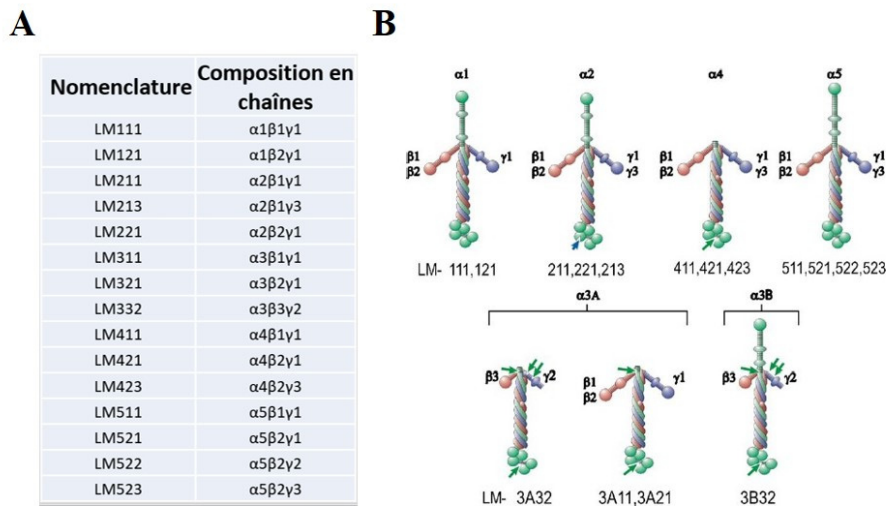 A
B
Nomenclature Composition en
chaînes
LM111 α1β1γ1
LM121 α1β2γ1
LM211 α2β1γ1
LM213 α2β1γ3
LM221 α2β2γ1
LM311 α3β1γ1
LM321 α3β2γ1
LM332 α3β3γ2
LM411 α4β1γ1
LM421 α4β2γ1
LM423 α4β2γ3
LM511 α5β1γ1
LM521 α5β2γ1
LM522 α5β2γ2
LM523 α5β2γ3
α1 α2 α4 α5
β1 γ1 β1 γ1 β1 γ1 β1 γ1
β2 β2 γ3 β2 γ3 β2 γ3
LM- 111,121 211,221,213 411,421,423 511,521,522,523
α3A α3B
β3 γ2 β1 γ1 β3 γ2
β2
LM- 3A32 3A11,3A21 3B32